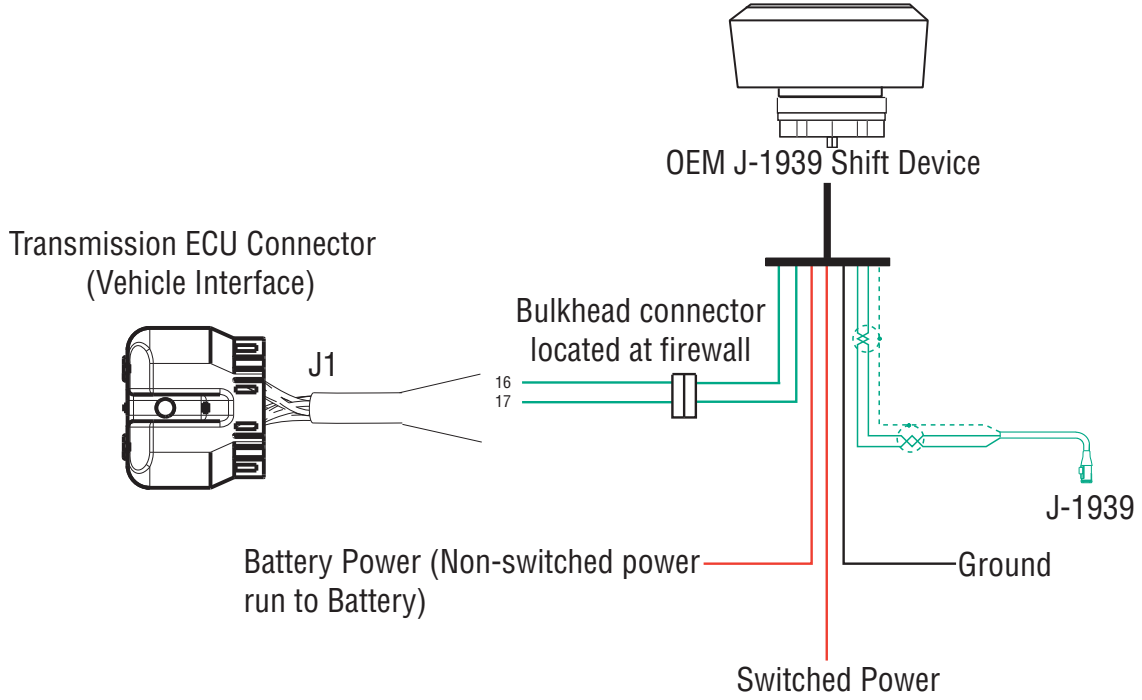 OEM J-1939 Shift Device
Transmission ECU Connector
(Vehicle Interface)
J1
Bulkhead connector
located at firewall
16
17
J-1939
Battery Power (Non-switched power
run to Battery)
Ground
Switched Power